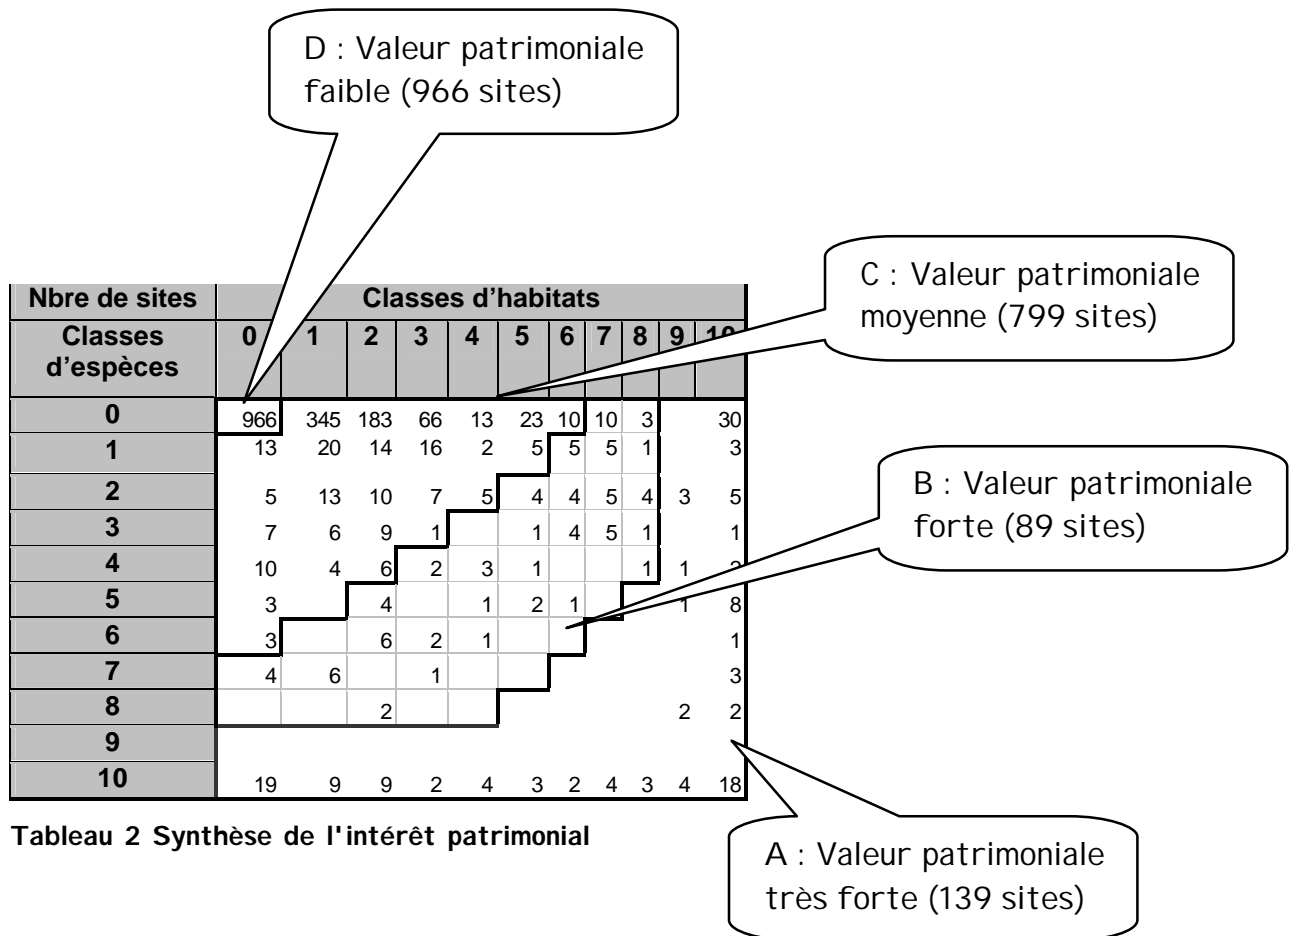 D : Valeur patrimoniale
faible (966 sites)
C : Valeur patrimoniale
moyenne (799 sites)
Nbre de sites Classes d'habitats
Classes
d'espèces
0 1 2 3 4 5 6 7 8 9 10
0 966 345 183 66 13 23 10 10 3 30
1 13 20 14 16 2 5 5 5 1 3
2 5 13 10 7 5 4 4 5 4 3 5
3 7 6 9 1 1 4 5 1 1
4 10 4 6 2 3 1 1 1
5 3 4 1 2 1 1 8
6 3 6 2 1 1
7 4 6 1 3
8 2 2 2
9
10 19 9 9 2 4 3 2 4 3 4 18
B : Valeur patrimoniale
forte (89 sites)
Tableau 2 Synthèse de l'intérêt patrimonial
A : Valeur patrimoniale
très forte (139 sites)